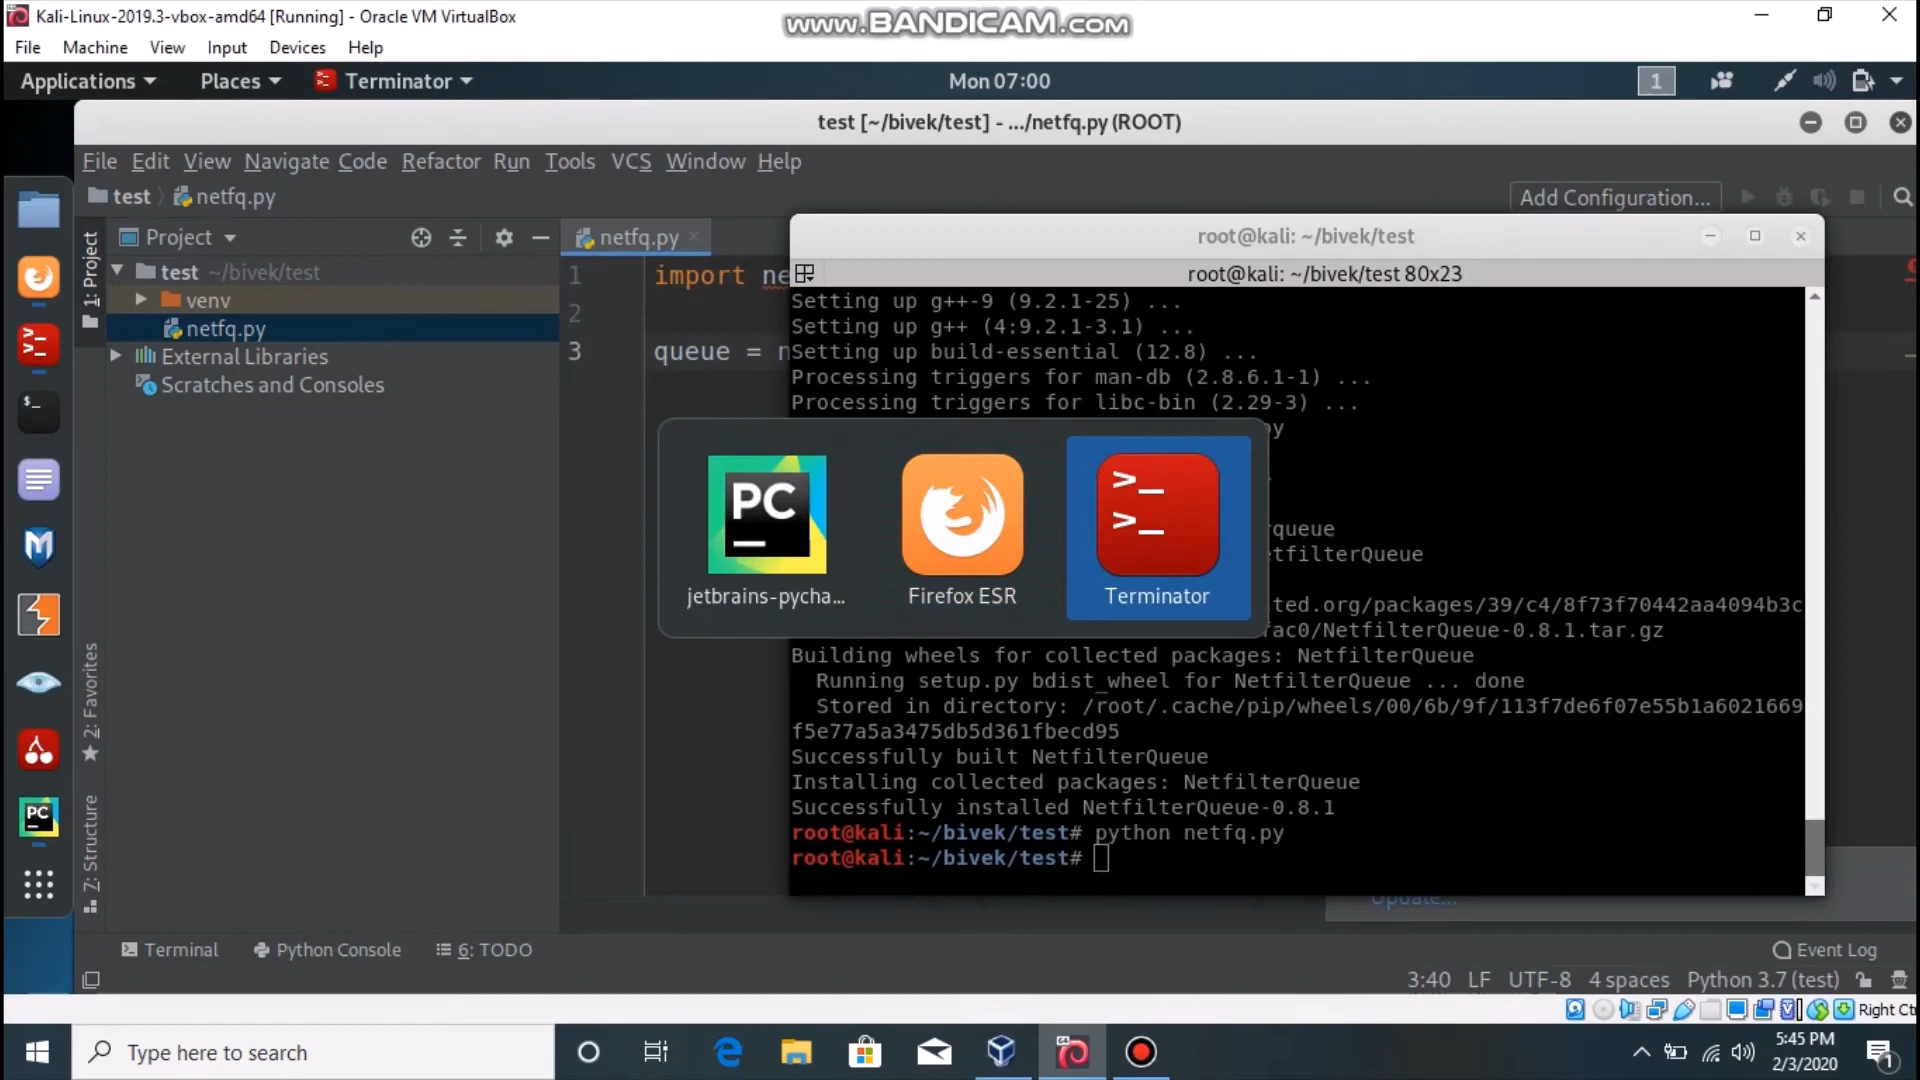 Kali-Linux-2019.3-vbox-amd64 [Running] - Oracle VM VirtualBox
www.BANDICAM.com
File Machine View Input Devices Help
Applications Places Terminator Mon 07:00 1
test [~/bivek/test] - .../netfq.py (ROOT)
File Edit View Navigate Code Refactor Run Tools VCS Window Help
test netfq.py Add Configuration...
Project netfq.py
root@kali: ~/bivek/test
root@kali: ~/bivek/test 80x23
1: Project
test ~/bivek/test
venv
netfq.py
External Libraries
Scratches and Consoles
2: Favorites
7: Structure
1 import ne
2
3 queue = n
Setting up g++-9 (9.2.1-25) ...
Setting up g++ (4:9.2.1-3.1) ...
Setting up build-essential (12.8) ...
Processing triggers for man-db (2.8.6.1-1) ...
Processing triggers for libc-bin (2.29-3) ...
py
rqueue
etfilterQueue
ted.org/packages/39/c4/8f73f70442aa4094b3c
fac0/NetfilterQueue-0.8.1.tar.gz
PC
jetbrains-pycha... Firefox ESR Terminator
Building wheels for collected packages: NetfilterQueue
Running setup.py bdist_wheel for NetfilterQueue ... done
Stored in directory: /root/.cache/pip/wheels/00/6b/9f/113f7de6f07e55b1a6021669
f5e77a5a3475db5d361fbecd95
Successfully built NetfilterQueue
Installing collected packages: NetfilterQueue
Successfully installed NetfilterQueue-0.8.1
root@kali:~/bivek/test# python netfq.py
root@kali:~/bivek/test#
PC
Update...
Terminal Python Console 6: TODO Event Log
3:40 LF UTF-8 4 spaces Python 3.7 (test)
Right Ct
Type here to search
64
5:45 PM
2/3/2020
1